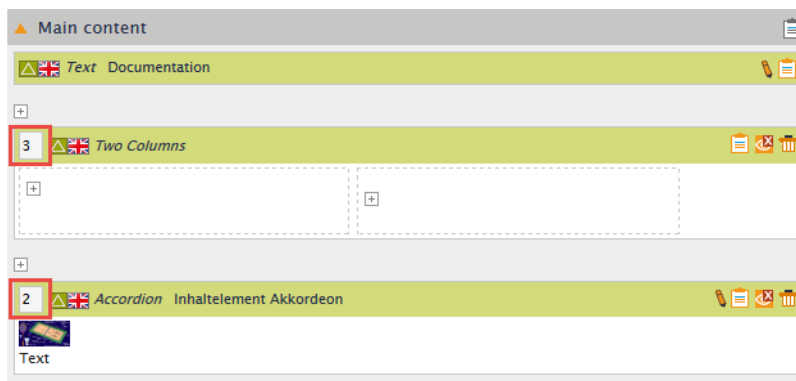 Main content
Text Documentation
3 Two Columns
2 Accordion Inhaltelement Akkordeon
Text